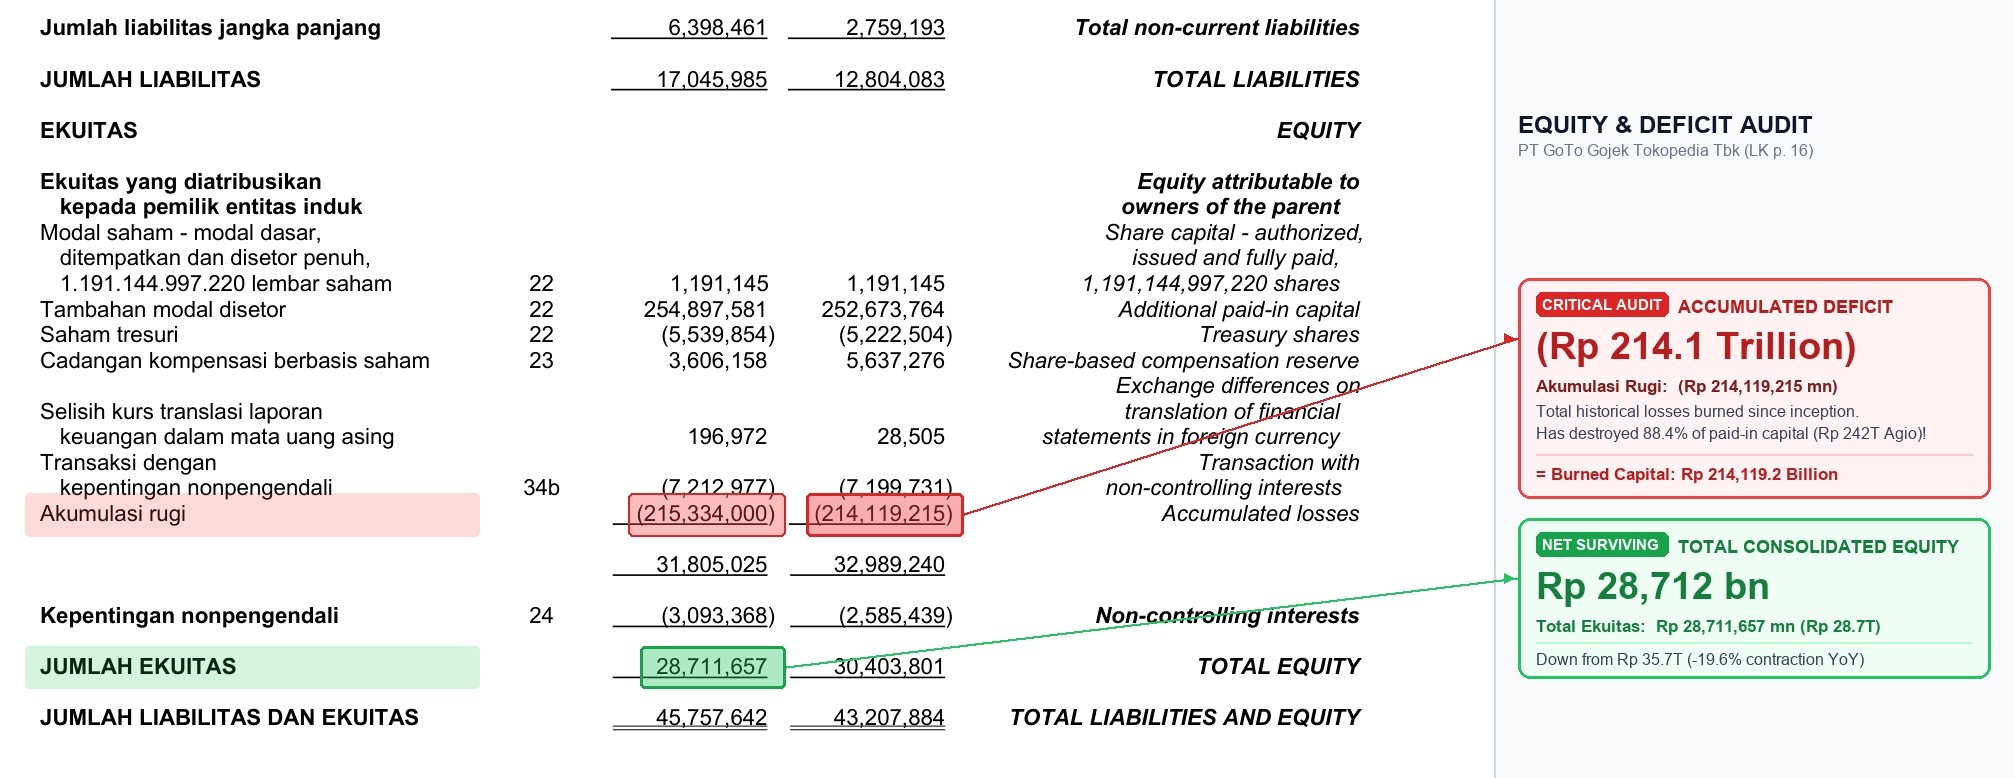 Jumlah liabilitas jangka panjang 6,398,461 2,759,193 Total non-current liabilities
JUMLAH LIABILITAS 17,045,985 12,804,083 TOTAL LIABILITIES
EKUITAS EQUITY
Ekuitas yang diatribusikan Equity attributable to
kepada pemilik entitas induk owners of the parent
Modal saham - modal dasar, Share capital - authorized,
ditempatkan dan disetor penuh, issued and fully paid,
1.191.144.997.220 lembar saham 22 1,191,145 1,191,145 1,191,144,997,220 shares
Tambahan modal disetor 22 254,897,581 252,673,764 Additional paid-in capital
Saham tresuri 22 (5,539,854) (5,222,504) Treasury shares
Cadangan kompensasi berbasis saham 23 3,606,158 5,637,276 Share-based compensation reserve
Exchange differences on
Selisih kurs translasi laporan translation of financial
keuangan dalam mata uang asing 196,972 28,505 statements in foreign currency
Transaksi dengan Transaction with
kepentingan nonpengendali 34b (7,212,977) (7,199,731) non-controlling interests
Akumulasi rugi (215,334,000) (214,119,215) Accumulated losses
31,805,025 32,989,240
Kepentingan nonpengendali 24 (3,093,368) (2,585,439) Non-controlling interests
JUMLAH EKUITAS 28,711,657 30,403,801 TOTAL EQUITY
JUMLAH LIABILITAS DAN EKUITAS 45,757,642 43,207,884 TOTAL LIABILITIES AND EQUITY
EQUITY & DEFICIT AUDIT
PT GoTo Gojek Tokopedia Tbk (LK p. 16)
CRITICAL AUDIT ACCUMULATED DEFICIT
(Rp 214.1 Trillion)
Akumulasi Rugi: (Rp 214,119,215 mn)
Total historical losses burned since inception.
Has destroyed 88.4% of paid-in capital (Rp 242T Agio)!
= Burned Capital: Rp 214,119.2 Billion
NET SURVIVING TOTAL CONSOLIDATED EQUITY
Rp 28,712 bn
Total Ekuitas: Rp 28,711,657 mn (Rp 28.7T)
Down from Rp 35.7T (-19.6% contraction YoY)